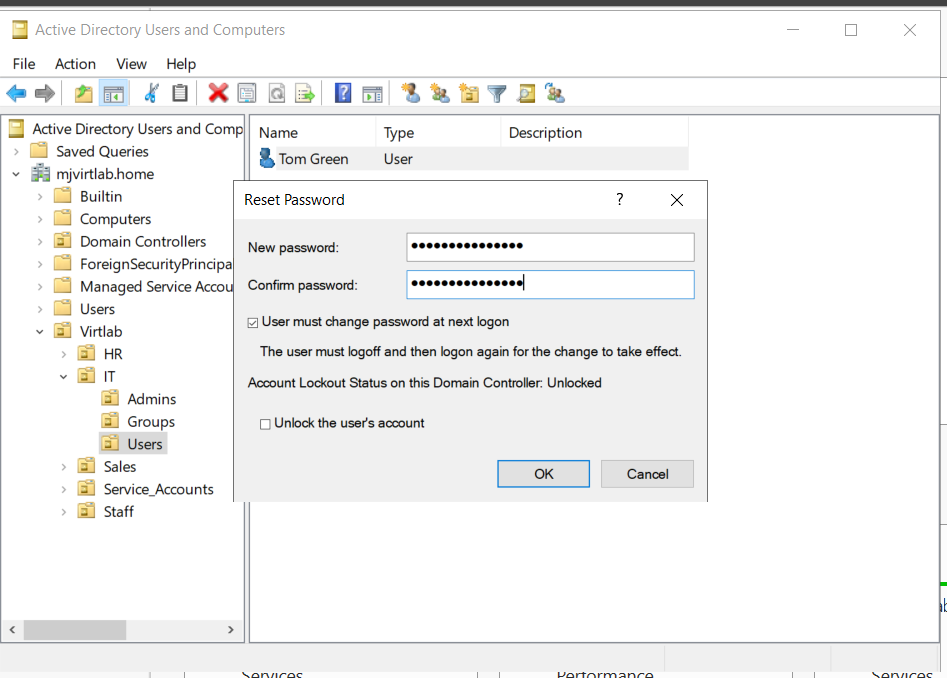 Active Directory Users and Computers
File Action View Help
Active Directory Users and Comp
Saved Queries
mjvirtlab.home
Builtin
Computers
Domain Controllers
ForeignSecurityPrincipa
Managed Service Accou
Users
Virtlab
HR
IT
Admins
Groups
Users
Sales
Service_Accounts
Staff
Name Type Description
Tom Green User
Reset Password
?
New password: •••••••••••••••
Confirm password: •••••••••••••••
User must change password at next logon
The user must logoff and then logon again for the change to take effect.
Account Lockout Status on this Domain Controller: Unlocked
Unlock the user's account
OK Cancel
Services Performance Services